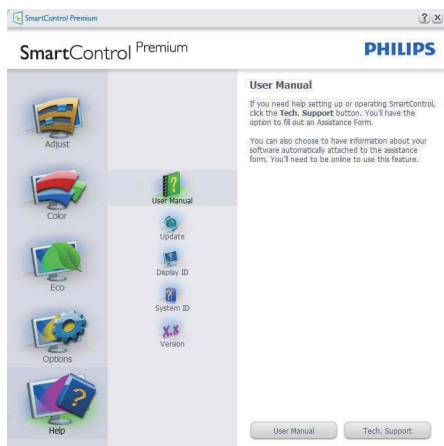 SmartControl Premium
SmartControl Premium
PHILIPS
Adjust
Color
Eco
Options
Help
User Manual
Update
Display ID
System ID
X.X
Version
User Manual
If you need help setting up or operating SmartControl,
click the Tech. Support button. You'll have the
option to fill out an Assistance Form.
You can also choose to have information about your
software automatically attached to the assistance
form. You'll need to be online to use this feature.
User Manual
Tech. Support